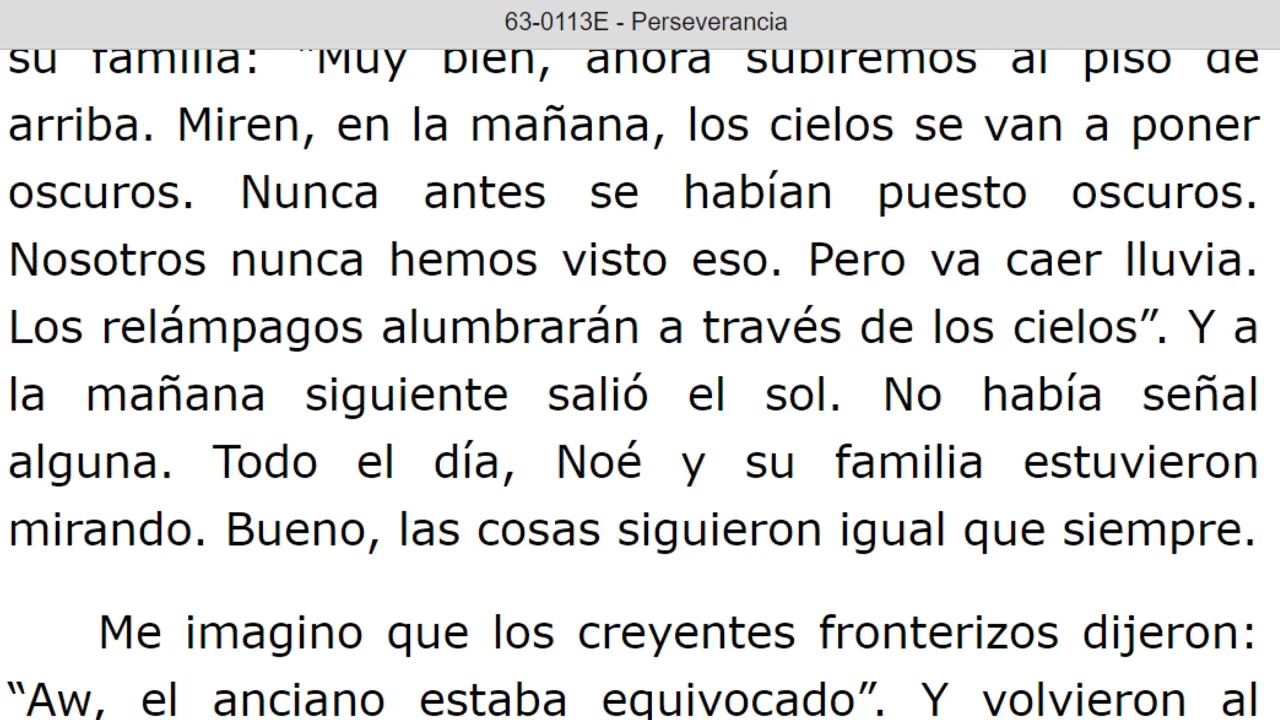 63-0113E - Perseverancia
su familia: “Muy bien, ahora subiremos al piso de
arriba. Miren, en la mañana, los cielos se van a poner
oscuros. Nunca antes se habían puesto oscuros.
Nosotros nunca hemos visto eso. Pero va caer lluvia.
Los relámpagos alumbrarán a través de los cielos”. Y a
la mañana siguiente salió el sol. No había señal
alguna. Todo el día, Noé y su familia estuvieron
mirando. Bueno, las cosas siguieron igual que siempre.
Me imagino que los creyentes fronterizos dijeron:
“Aw, el anciano estaba equivocado”. Y volvieron al